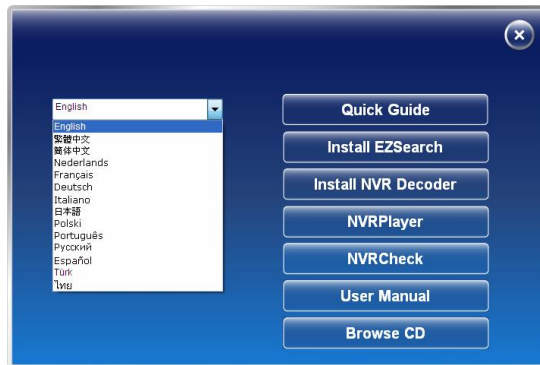 English
English
繁體中文
简体中文
Nederlands
Français
Deutsch
Italiano
日本語
Polski
Português
Русский
Español
Türk
ไทย
Quick Guide
Install EZSearch
Install NVR Decoder
NVRPlayer
NVRCheck
User Manual
Browse CD